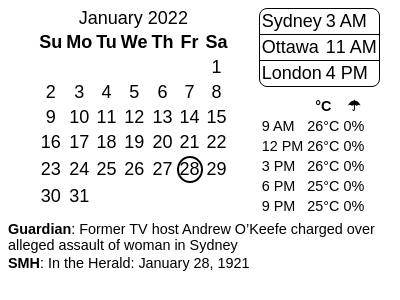 January 2022
Su Mo Tu We Th Fr Sa
1
2 3 4 5 6 7 8
9 10 11 12 13 14 15
16 17 18 19 20 21 22
23 24 25 26 27 28 29
30 31
Sydney 3 AM
Ottawa 11 AM
London 4 PM
°C ☂
9 AM 26°C 0%
12 PM 26°C 0%
3 PM 26°C 0%
6 PM 25°C 0%
9 PM 25°C 0%
Guardian: Former TV host Andrew O’Keefe charged over
alleged assault of woman in Sydney
SMH: In the Herald: January 28, 1921